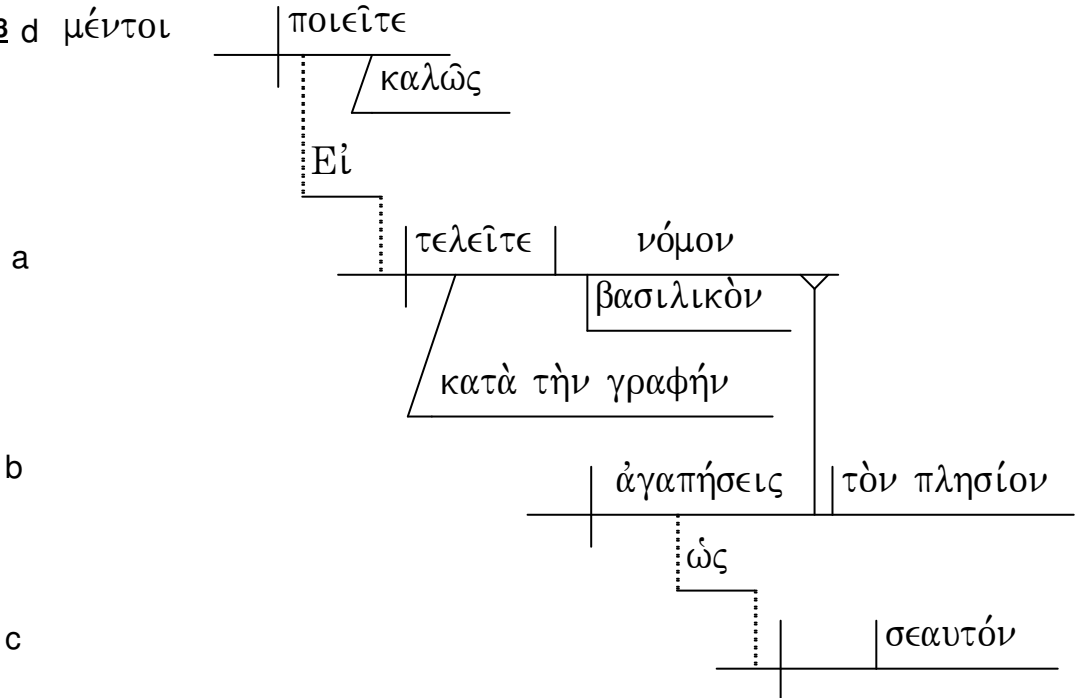 8 d μέντοι ποιεῖτε
καλῶς
Εἰ
a τελεῖτε νόμον
βασιλικὸν
κατὰ τὴν γραφήν
b ἀγαπήσεις τὸν πλησίον
ὡς
c σεαυτόν